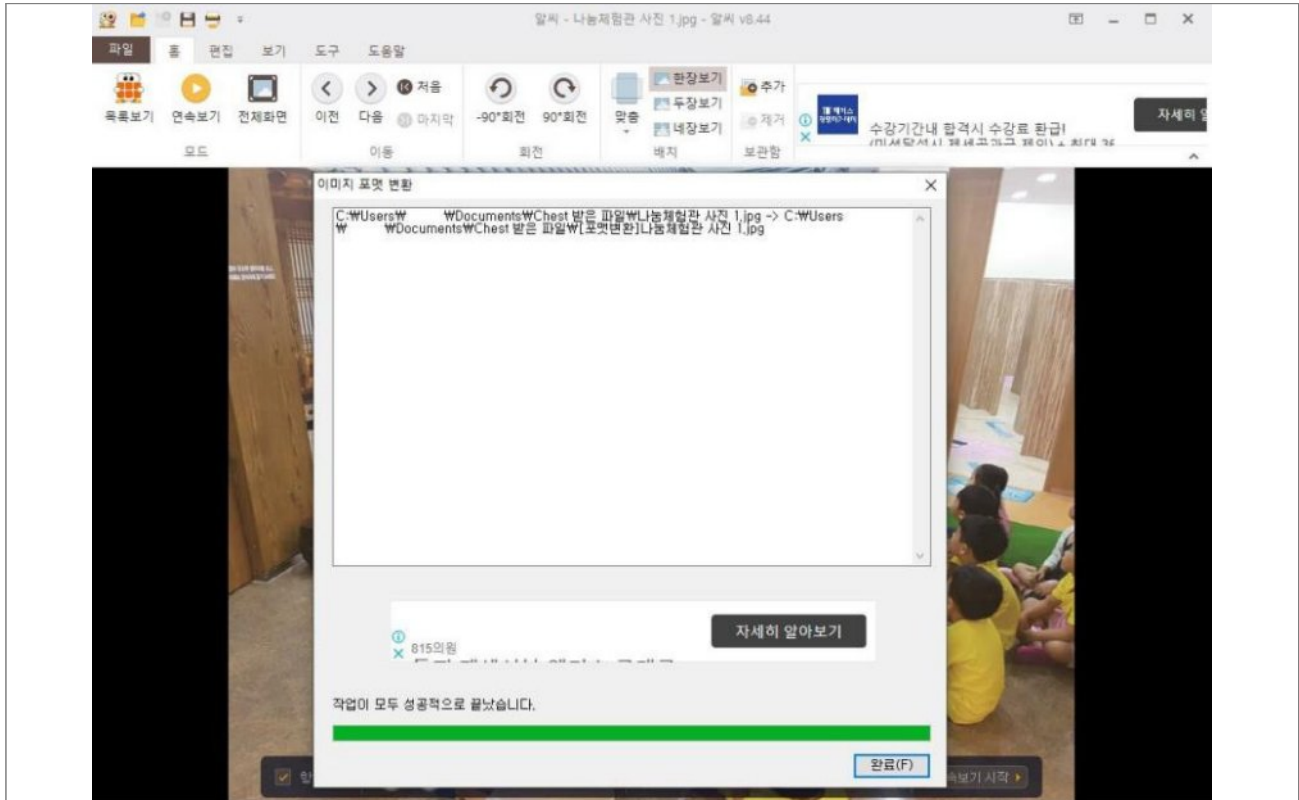 알씨 - 나눔체험관 사진 1.jpg - 알씨 v8.44
파일 홈 편집 보기 도구 도움말
목록보기 연속보기 전체화면 이전 다음 처음 마지막 -90°회전 90°회전 맞춤 한장보기 두장보기 네장보기 추가 제거
모드 이동 회전 배치 보관함
수강기간내 합격시 수강료 환급!
자세히
이미지 포맷 변환
C:₩Users₩ ₩Documents₩Chest 받은 파일₩나눔체험관 사진 1.jpg -> C:₩Users
₩ ₩Documents₩Chest 받은 파일₩[포맷변환]나눔체험관 사진 1.jpg
815의원
자세히 알아보기
작업이 모두 성공적으로 끝났습니다.
완료(F)
속보기 시작